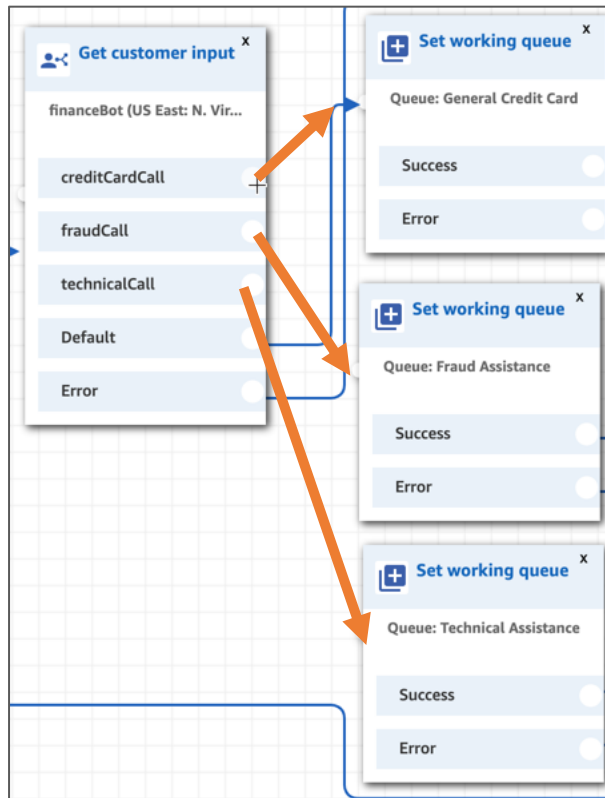 Get customer input
x
financeBot (US East: N. Vir...
creditCardCall
fraudCall
technicalCall
Default
Error
Set working queue
x
Queue: General Credit Card
Success
Error
Set working queue
x
Queue: Fraud Assistance
Success
Error
Set working queue
x
Queue: Technical Assistance
Success
Error